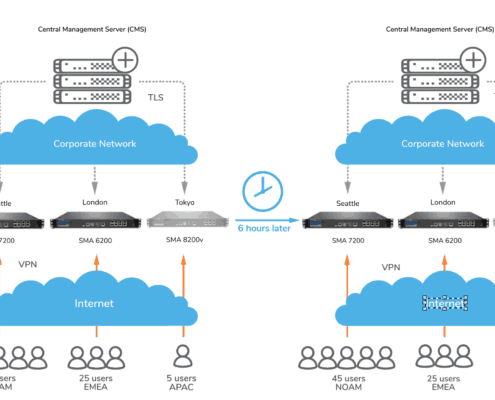 Central Management Server (CMS)
Central Management Server (CMS)
TLS
Corporate Network
Corporate Network
ttle
London
Tokyo
Seattle
London
6 hours later
7200
SMA 6200
SMA 8200v
SMA 7200
SMA 6200
VPN
VPN
Internet
Internet
sers
25 users
5 users
45 users
25 users
AM
EMEA
APAC
NOAM
EMEA